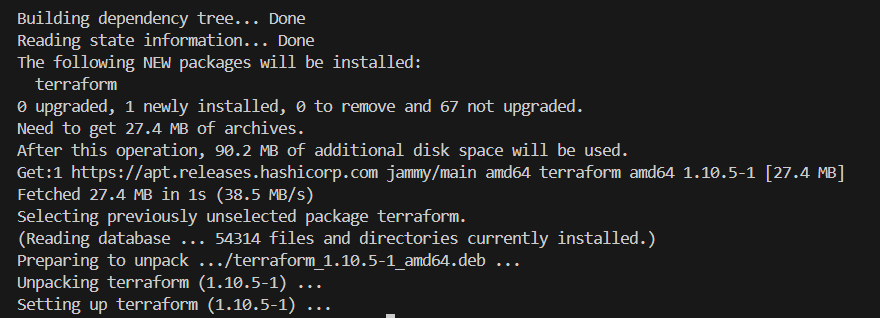 Building dependency tree... Done
Reading state information... Done
The following NEW packages will be installed:
  terraform
0 upgraded, 1 newly installed, 0 to remove and 67 not upgraded.
Need to get 27.4 MB of archives.
After this operation, 90.2 MB of additional disk space will be used.
Get:1 https://apt.releases.hashicorp.com jammy/main amd64 terraform amd64 1.10.5-1 [27.4 MB]
Fetched 27.4 MB in 1s (38.5 MB/s)
Selecting previously unselected package terraform.
(Reading database ... 54314 files and directories currently installed.)
Preparing to unpack .../terraform_1.10.5-1_amd64.deb ...
Unpacking terraform (1.10.5-1) ...
Setting up terraform (1.10.5-1) ...